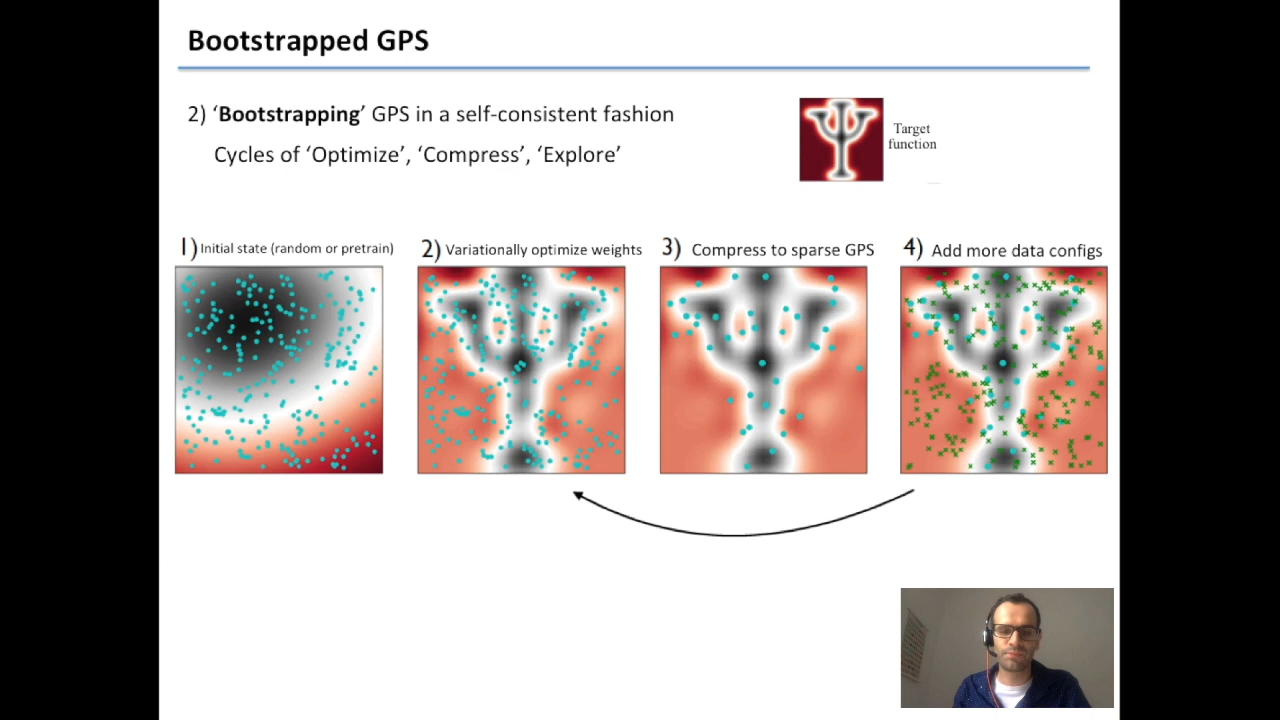 Bootstrapped GPS
2) ‘Bootstrapping’ GPS in a self-consistent fashion
Cycles of ‘Optimize’, ‘Compress’, ‘Explore’
Target
function
1) Initial state (random or pretrain)
2) Variationally optimize weights
3) Compress to sparse GPS
4) Add more data configs